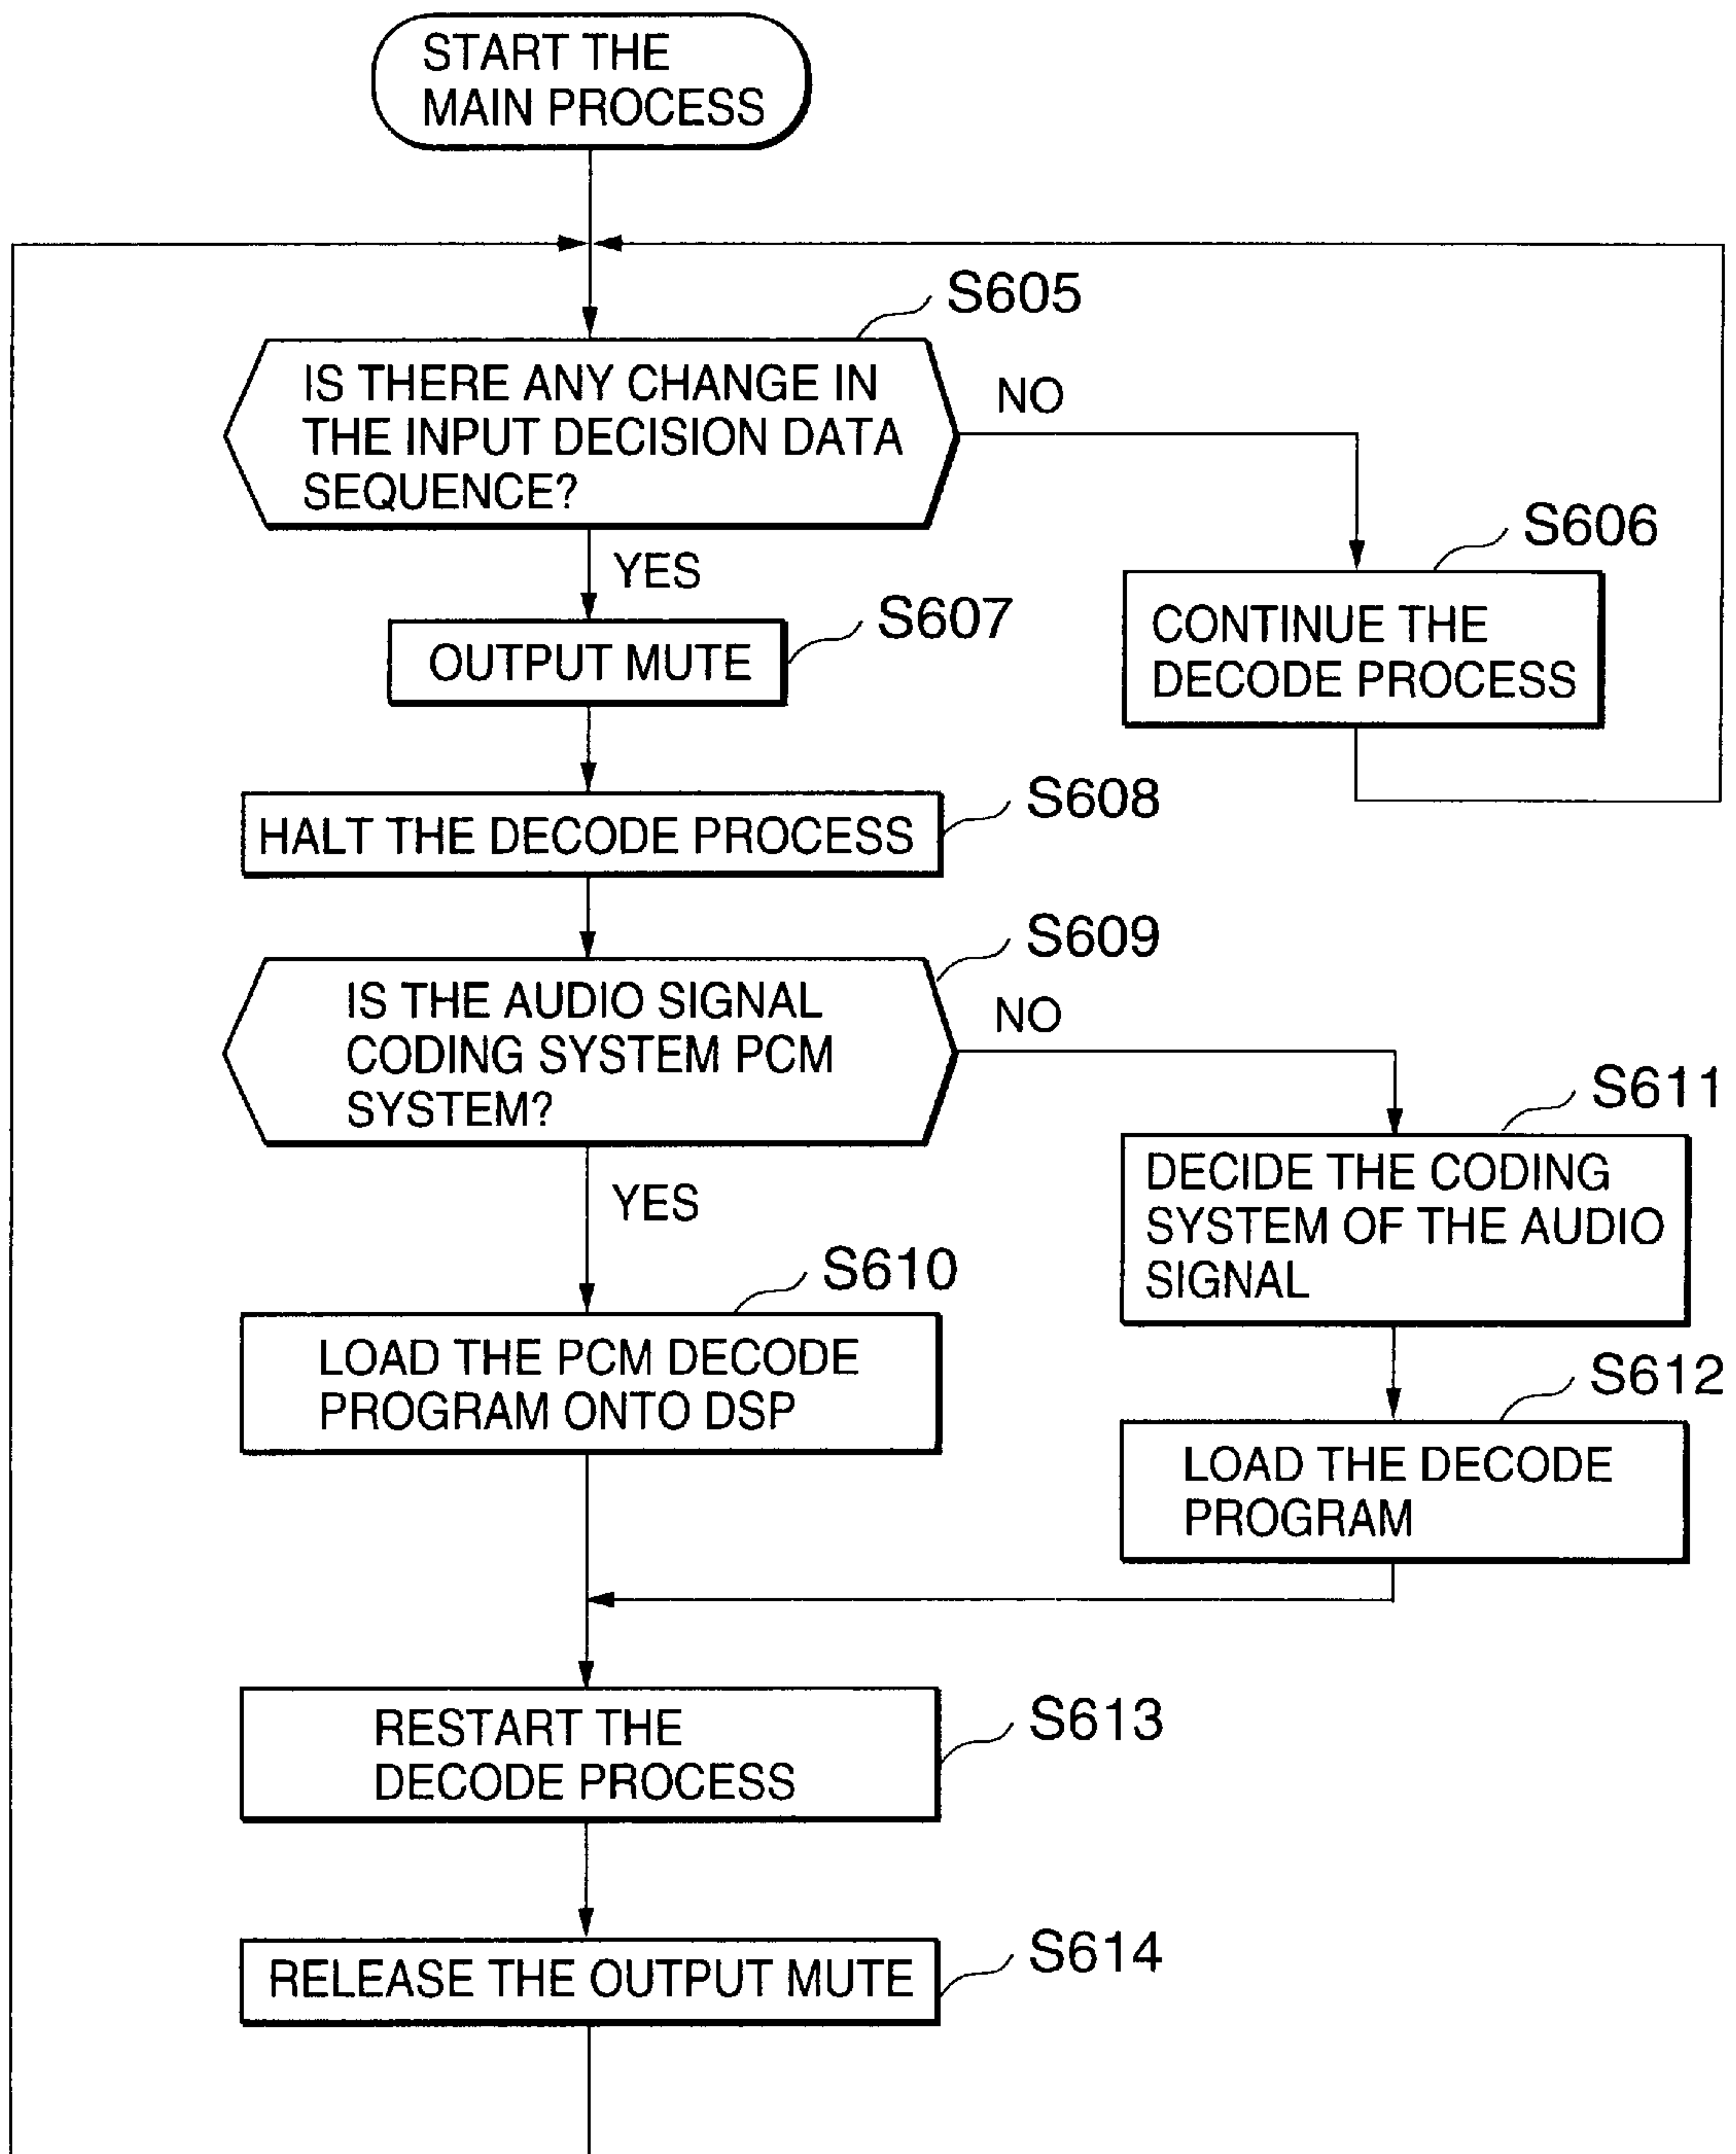 START THE
MAIN PROCESS
S605
IS THERE ANY CHANGE IN
THE INPUT DECISION DATA
SEQUENCE?
NO
S606
CONTINUE THE
DECODE PROCESS
YES
S607
OUTPUT MUTE
S608
HALT THE DECODE PROCESS
S609
IS THE AUDIO SIGNAL
CODING SYSTEM PCM
SYSTEM?
NO
S611
DECIDE THE CODING
SYSTEM OF THE AUDIO
SIGNAL
YES
S610
LOAD THE PCM DECODE
PROGRAM ONTO DSP
S612
LOAD THE DECODE
PROGRAM
S613
RESTART THE
DECODE PROCESS
S614
RELEASE THE OUTPUT MUTE